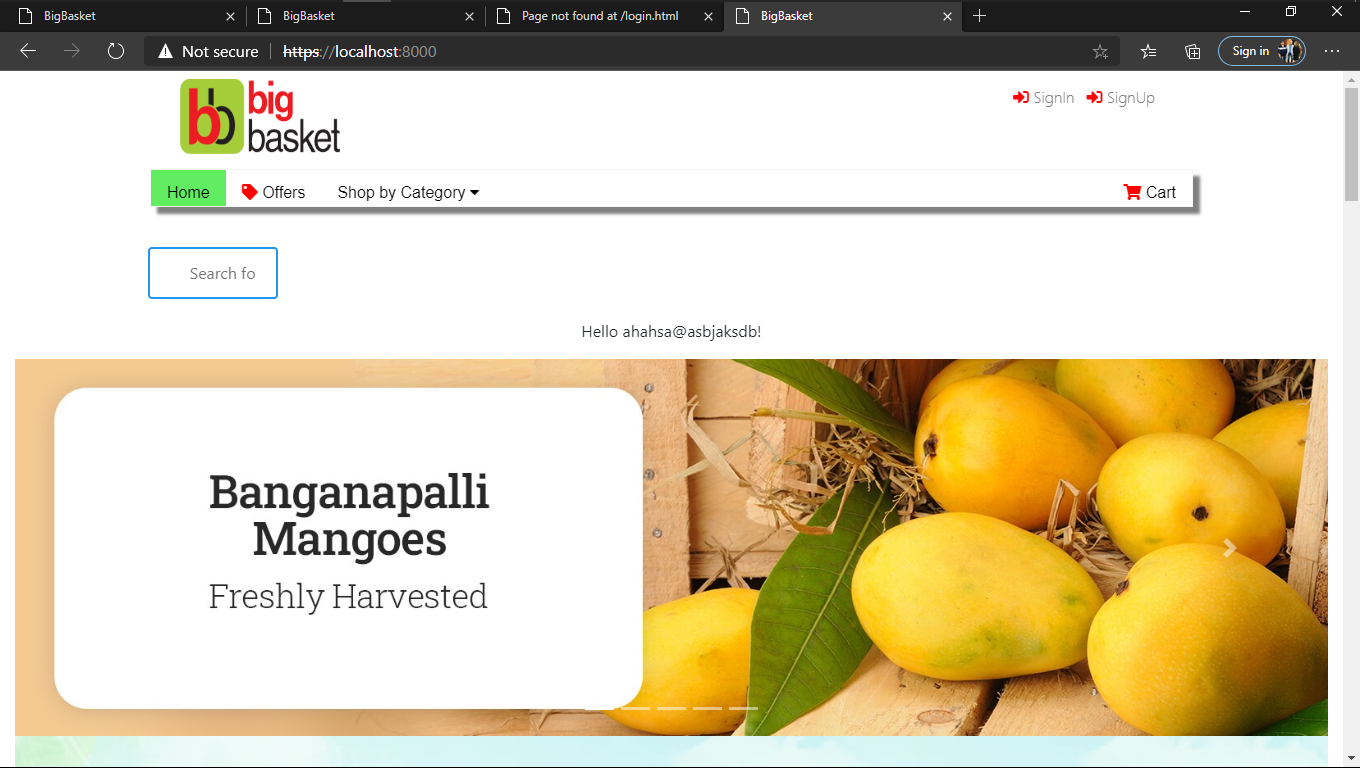 BigBasket
BigBasket
Page not found at /login.html
BigBasket
Not secure
https://localhost:8000
Sign in
bb
big
basket
SignIn
SignUp
Home
Offers
Shop by Category
Cart
Search fo
Hello ahahsa@asbjaksdb!
Banganapalli
Mangoes
Freshly Harvested